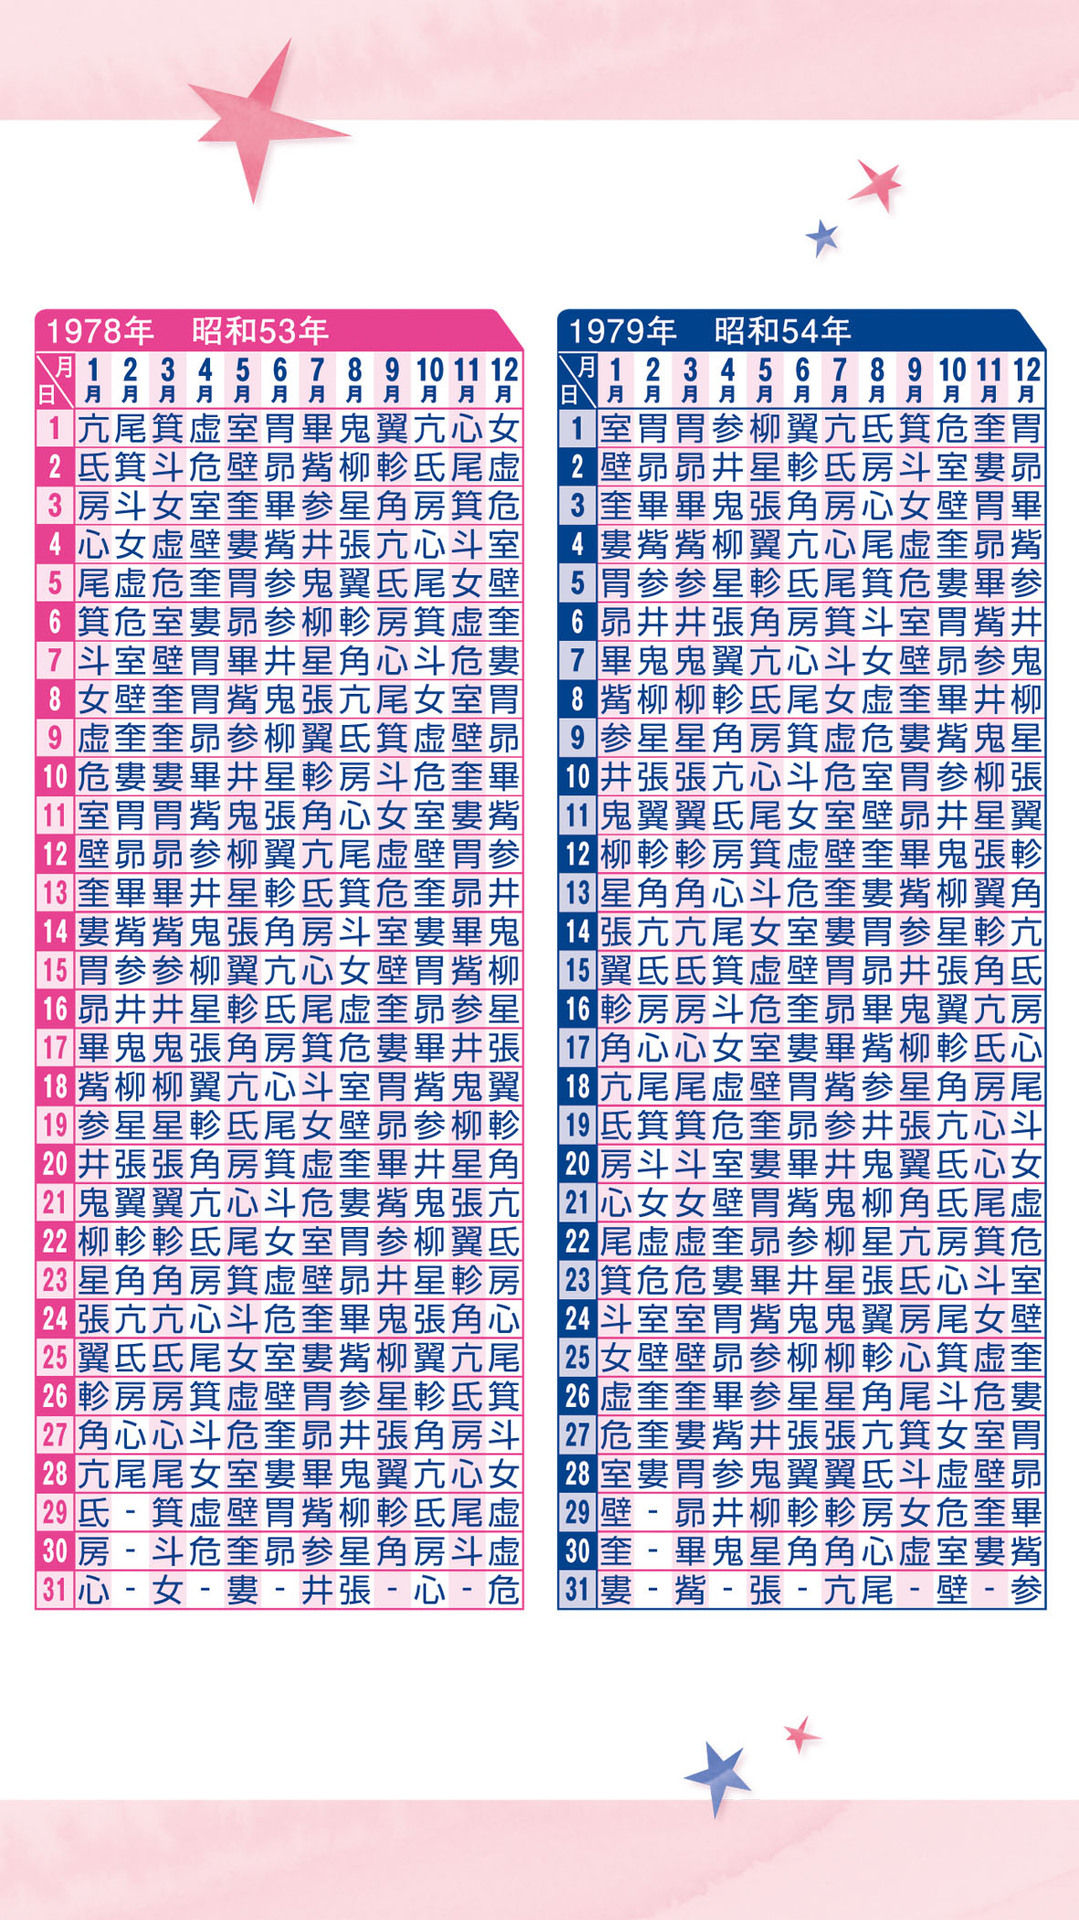 1978年 昭和53年
月 日 1月 2月 3月 4月 5月 6月 7月 8月 9月 10月 11月 12月
1 亢 尾 箕 虚 室 胃 畢 鬼 翼 亢 心 女
2 氐 箕 斗 危 壁 昴 觜 柳 軫 氐 尾 虚
3 房 斗 女 室 奎 畢 参 星 角 房 箕 危
4 心 女 虚 壁 婁 觜 井 張 亢 心 斗 室
5 尾 虚 危 奎 胃 参 鬼 翼 氐 尾 女 壁
6 箕 危 室 婁 昴 参 柳 軫 房 箕 虚 奎
7 斗 室 壁 胃 畢 井 星 角 心 斗 危 婁
8 女 壁 奎 胃 觜 鬼 張 亢 尾 女 室 胃
9 虚 奎 奎 昴 参 柳 翼 氐 箕 虚 壁 昴
10 危 婁 婁 畢 井 星 軫 房 斗 危 奎 畢
11 室 胃 胃 觜 鬼 張 角 心 女 室 婁 觜
12 壁 昴 昴 参 柳 翼 亢 尾 虚 壁 胃 参
13 奎 畢 畢 井 星 軫 氐 箕 危 奎 昴 井
14 婁 觜 觜 鬼 張 角 房 斗 室 婁 畢 鬼
15 胃 参 参 柳 翼 亢 心 女 壁 胃 觜 柳
16 昴 井 井 星 軫 氐 尾 虚 奎 昴 参 星
17 畢 鬼 鬼 張 角 房 箕 危 婁 畢 井 張
18 觜 柳 柳 翼 亢 心 斗 室 胃 觜 鬼 翼
19 参 星 星 軫 氐 尾 女 壁 昴 参 柳 軫
20 井 張 張 角 房 箕 虚 奎 畢 井 星 角
21 鬼 翼 翼 亢 心 斗 危 婁 觜 鬼 張 亢
22 柳 軫 軫 氐 尾 女 室 胃 参 柳 翼 氐
23 星 角 角 房 箕 虚 壁 昴 井 星 軫 房
24 張 亢 亢 心 斗 危 奎 畢 鬼 張 角 心
25 翼 氐 氐 尾 女 室 婁 觜 柳 翼 亢 尾
26 軫 房 房 箕 虚 壁 胃 参 星 軫 氐 箕
27 角 心 心 斗 危 奎 昴 井 張 角 房 斗
28 亢 尾 尾 女 室 婁 畢 鬼 翼 亢 心 女
29 氐 - 箕 虚 壁 胃 觜 柳 軫 氐 尾 虚
30 房 - 斗 危 奎 昴 参 星 角 房 斗 虚
31 心 - 女 - 婁 - 井 張 - 心 - 危
1979年 昭和54年
月 日 1月 2月 3月 4月 5月 6月 7月 8月 9月 10月 11月 12月
1 室 胃 胃 参 柳 翼 亢 氐 箕 危 奎 胃
2 壁 昴 昴 井 星 軫 氐 房 斗 室 婁 昴
3 奎 畢 畢 鬼 張 角 房 心 女 壁 胃 畢
4 婁 觜 觜 柳 翼 亢 心 尾 虚 奎 昴 觜
5 胃 参 参 星 軫 氐 尾 箕 危 婁 畢 参
6 昴 井 井 張 角 房 箕 斗 室 胃 觜 井
7 畢 鬼 鬼 翼 亢 心 斗 女 壁 昴 参 鬼
8 觜 柳 柳 軫 氐 尾 女 虚 奎 畢 井 柳
9 参 星 星 角 房 箕 虚 危 婁 觜 鬼 星
10 井 張 張 亢 心 斗 危 室 胃 参 柳 張
11 鬼 翼 翼 氐 尾 女 室 壁 昴 井 星 翼
12 柳 軫 軫 房 箕 虚 壁 奎 畢 鬼 張 軫
13 星 角 角 心 斗 危 奎 婁 觜 柳 翼 角
14 張 亢 亢 尾 女 室 婁 胃 参 星 軫 亢
15 翼 氐 氐 箕 虚 壁 胃 昴 井 張 角 氐
16 軫 房 房 斗 危 奎 昴 畢 鬼 翼 亢 房
17 角 心 心 女 室 婁 畢 觜 柳 軫 氐 心
18 亢 尾 尾 虚 壁 胃 觜 参 星 角 房 尾
19 氐 箕 箕 危 奎 昴 参 井 張 亢 心 斗
20 房 斗 斗 室 婁 畢 井 鬼 翼 氐 心 女
21 心 女 女 壁 胃 觜 鬼 柳 角 氐 尾 虚
22 尾 虚 虚 奎 昴 参 柳 星 亢 房 箕 危
23 箕 危 危 婁 畢 井 星 張 氐 心 斗 室
24 斗 室 室 胃 觜 鬼 鬼 翼 房 尾 女 壁
25 女 壁 壁 昴 参 柳 柳 軫 心 箕 虚 奎
26 虚 奎 奎 畢 参 星 星 角 尾 斗 危 婁
27 危 奎 婁 觜 井 張 張 亢 箕 女 室 胃
28 室 婁 胃 参 鬼 翼 翼 氐 斗 虚 壁 昴
29 壁 - 昴 井 柳 軫 軫 房 女 危 奎 畢
30 奎 - 畢 鬼 星 角 角 心 虚 室 婁 觜
31 婁 - 觜 - 張 - 亢 尾 - 壁 - 参